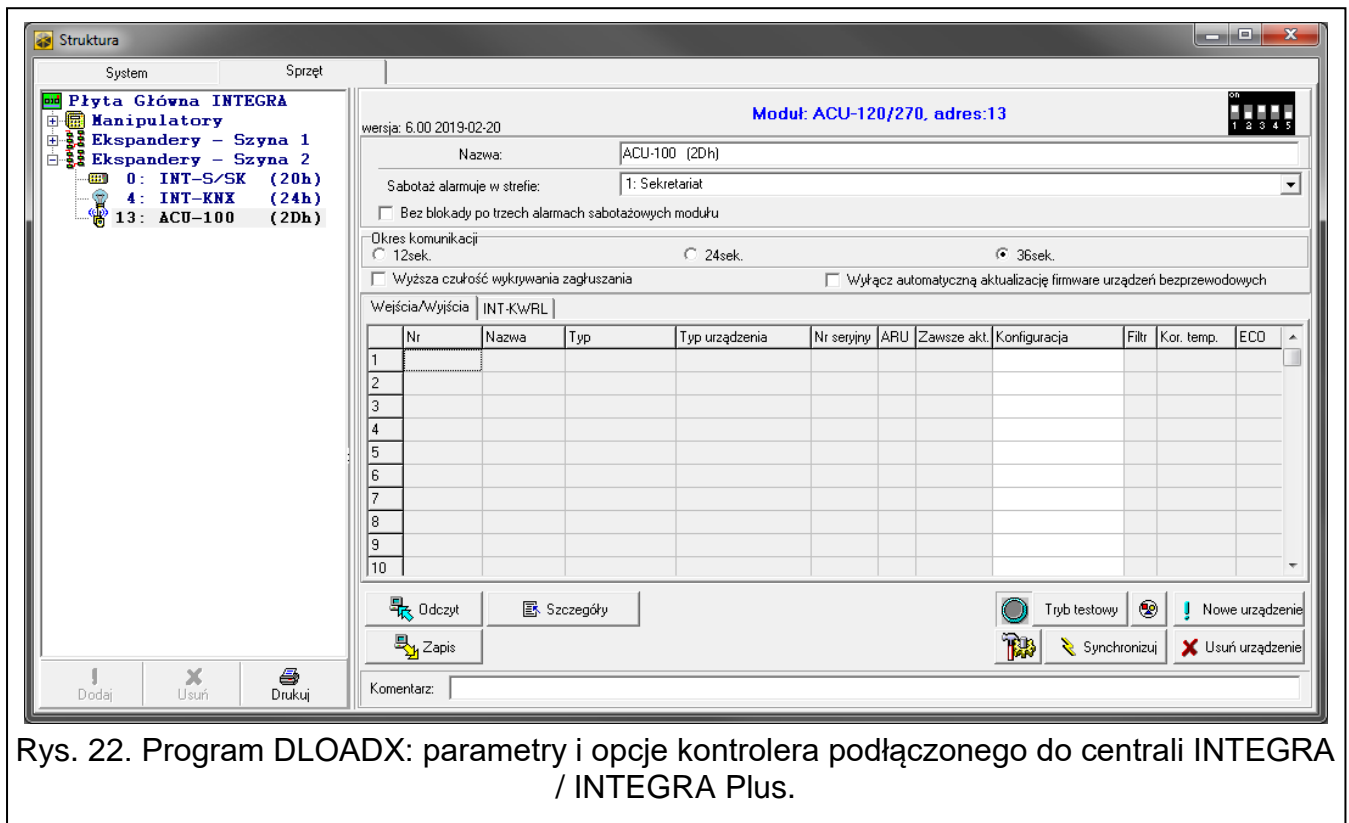 Struktura
System Sprzęt
Płyta Główna INTEGRA
Manipulatory
Ekspandery – Szyna 1
Ekspandery – Szyna 2
0: INT-S/SK (20h)
4: INT-KNX (24h)
13: ACU-100 (2Dh)
Dodaj Usuń Drukuj
wersja: 6.00 2019-02-20
Moduł: ACU-120/270, adres:13
on
1 2 3 4 5
Nazwa: ACU-100 (2Dh)
Sabotaż alarmuje w strefie: 1: Sekretariat
Bez blokady po trzech alarmach sabotażowych modułu
Okres komunikacji
12sek. 24sek. 36sek.
Wyższa czułość wykrywania zagłuszania Wyłącz automatyczną aktualizację firmware urządzeń bezprzewodowych
Wejścia/Wyjścia INT-KWRL
Nr Nazwa Typ Typ urządzenia Nr seryjny ARU Zawsze akt. Konfiguracja Filtr Kor. temp. ECO
1
2
3
4
5
6
7
8
9
10
Odczyt Szczegóły Tryb testowy Nowe urządzenie
Zapis Synchronizuj Usuń urządzenie
Komentarz:
Rys. 22. Program DLOADX: parametry i opcje kontrolera podłączonego do centrali INTEGRA
/ INTEGRA Plus.